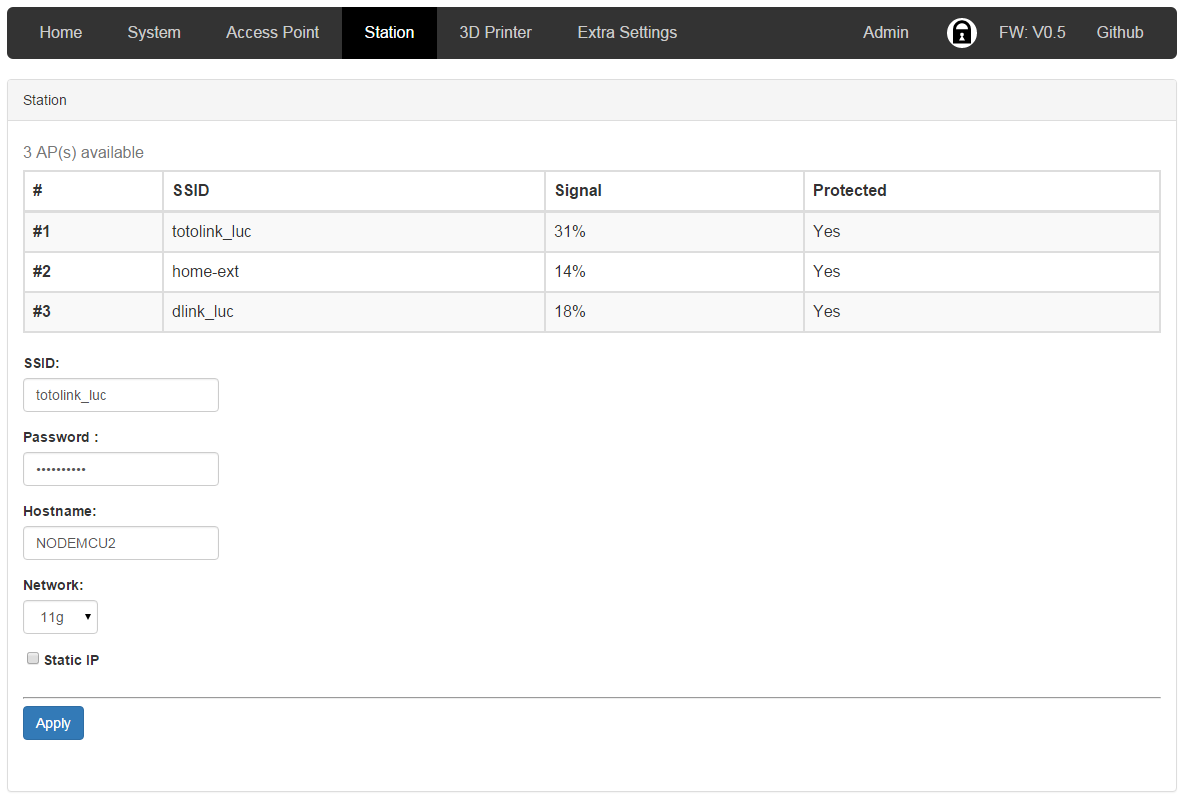 Home System Access Point Station 3D Printer Extra Settings Admin FW: V0.5 Github
Station
3 AP(s) available
# SSID Signal Protected
#1 totolink_luc 31% Yes
#2 home-ext 14% Yes
#3 dlink_luc 18% Yes
SSID:
totolink_luc
Password :
••••••••••
Hostname:
NODEMCU2
Network:
11g
Static IP
Apply